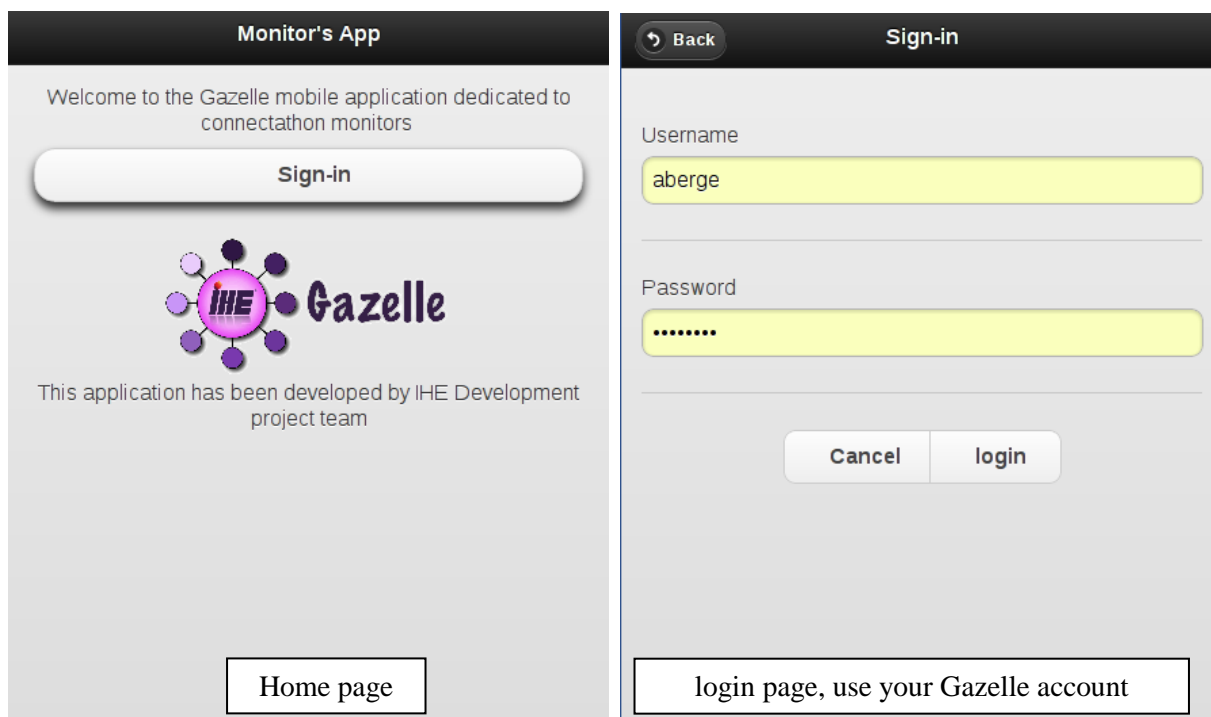 Monitor's App
Welcome to the Gazelle mobile application dedicated to
connectathon monitors
Sign-in
IHE Gazelle
This application has been developed by IHE Development
project team
Home page
Back
Sign-in
Username
aberge
Password
••••••••
Cancel
login
login page, use your Gazelle account